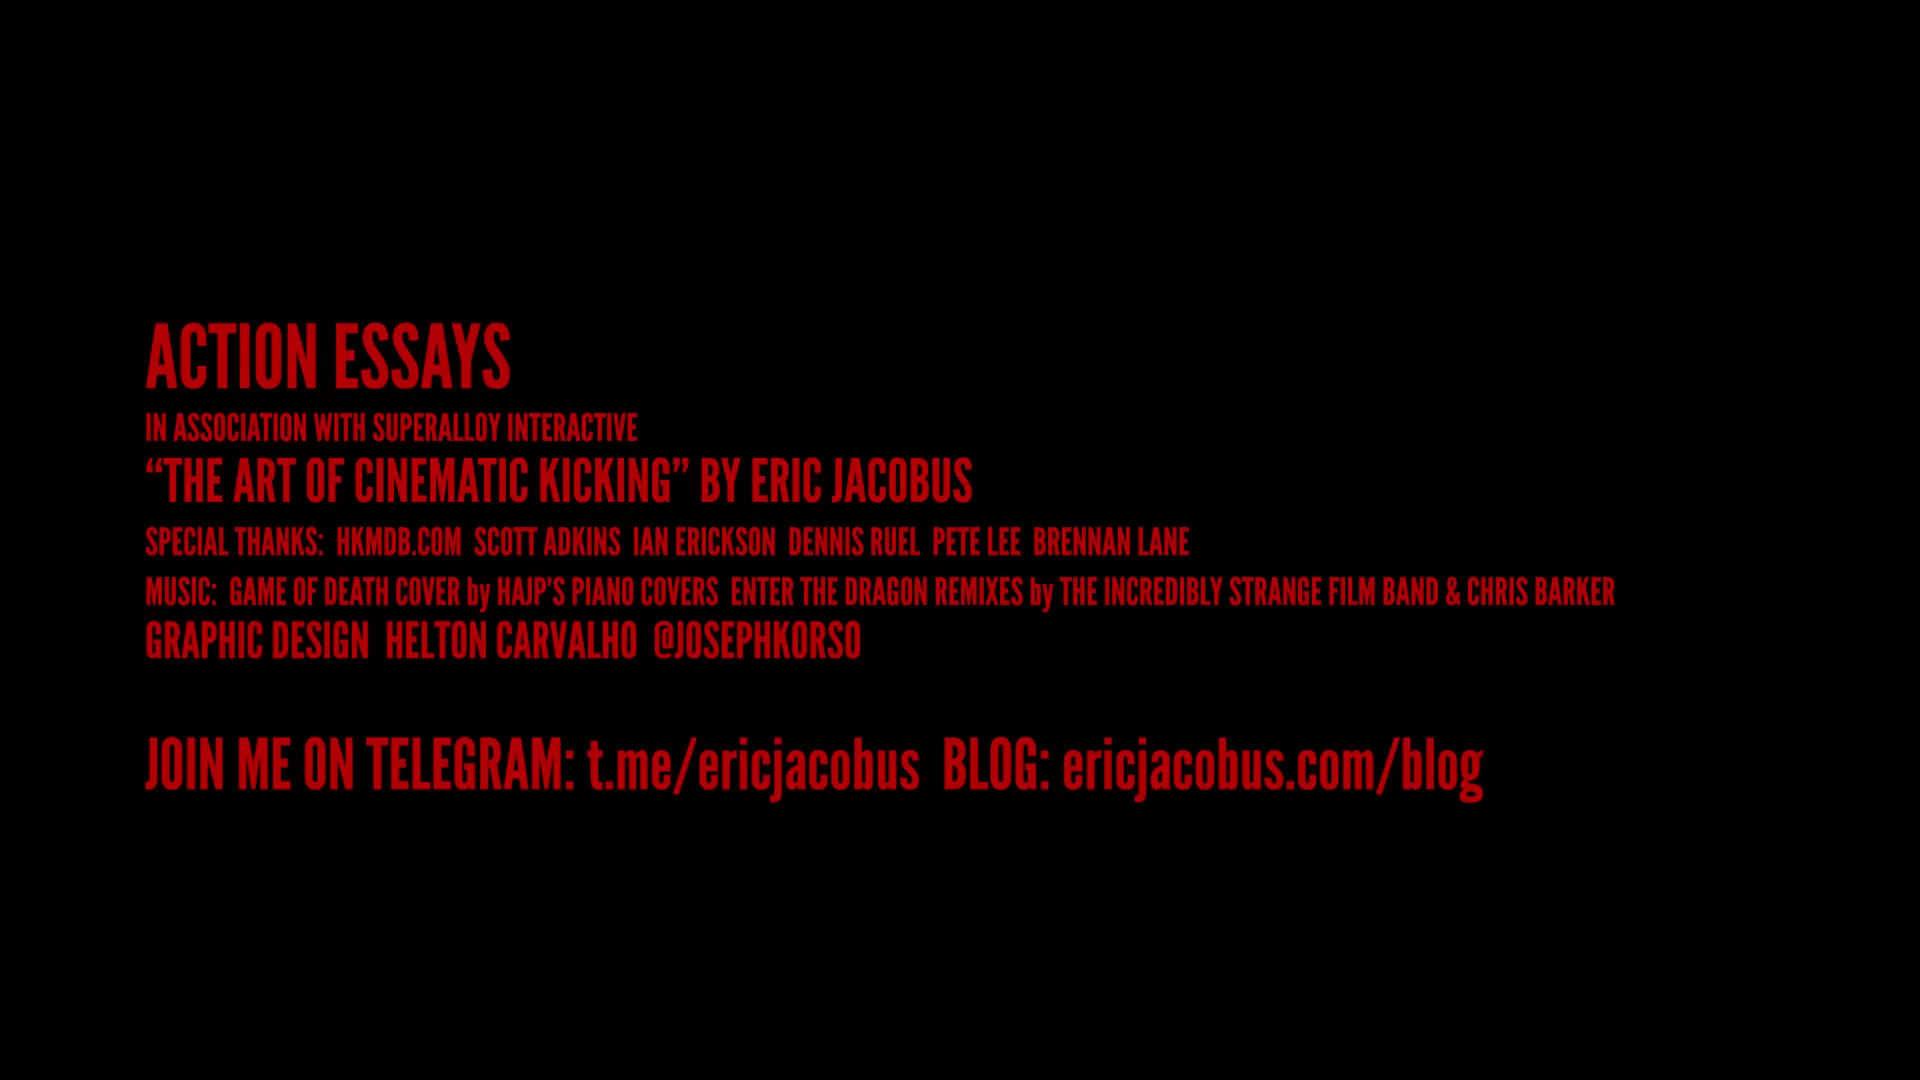 ACTION ESSAYS
IN ASSOCIATION WITH SUPERALLOY INTERACTIVE
“THE ART OF CINEMATIC KICKING” BY ERIC JACOBUS
SPECIAL THANKS: HKMDB.COM SCOTT ADKINS IAN ERICKSON DENNIS RUEL PETE LEE BRENNAN LANE
MUSIC: GAME OF DEATH COVER by HAJP’S PIANO COVERS ENTER THE DRAGON REMIXES by THE INCREDIBLY STRANGE FILM BAND & CHRIS BARKER
GRAPHIC DESIGN HELTON CARVALHO @JOSEPHKORSO
JOIN ME ON TELEGRAM: t.me/ericjacobus BLOG: ericjacobus.com/blog